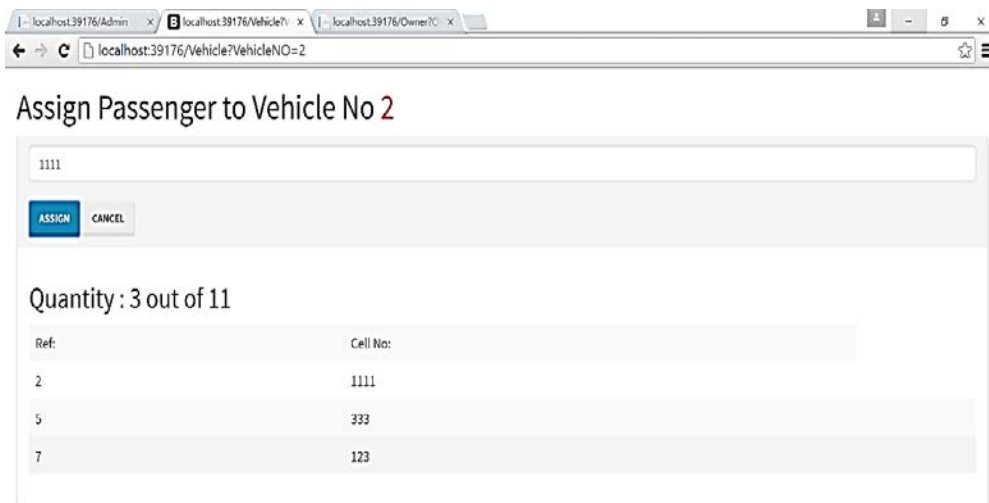 localhost:39176/Admin x localhost:39176/Vehicle?V x localhost:39176/Owner?O x
localhost:39176/Vehicle?VehicleNO=2
Assign Passenger to Vehicle No 2
1111
ASSIGN CANCEL
Quantity : 3 out of 11
Ref: Cell No:
2 1111
5 333
7 123